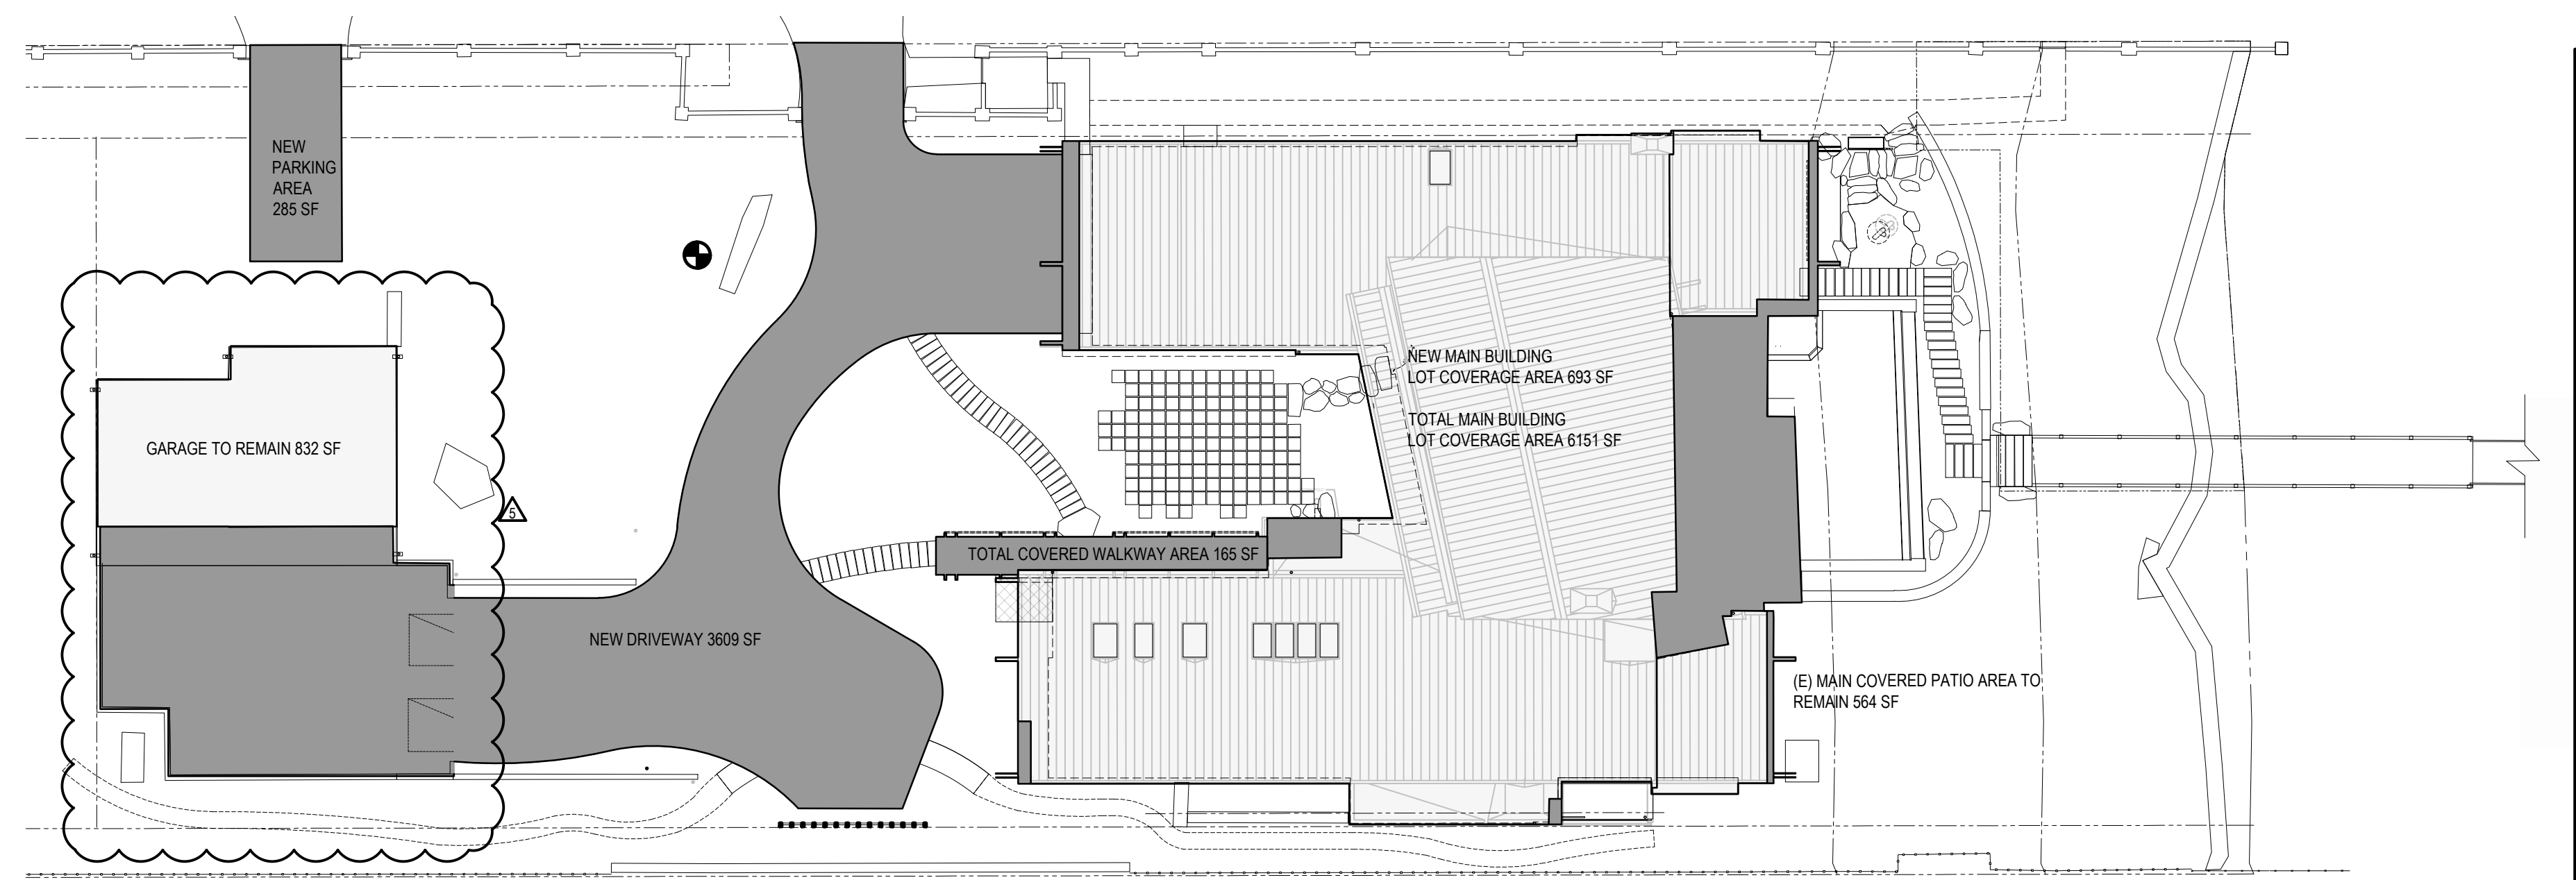 NEW
PARKING
AREA
285 SF
GARAGE TO REMAIN 832 SF
5
NEW DRIVEWAY 3609 SF
TOTAL COVERED WALKWAY AREA 165 SF
NEW MAIN BUILDING
LOT COVERAGE AREA 693 SF
TOTAL MAIN BUILDING
LOT COVERAGE AREA 6151 SF
(E) MAIN COVERED PATIO AREA TO
REMAIN 564 SF